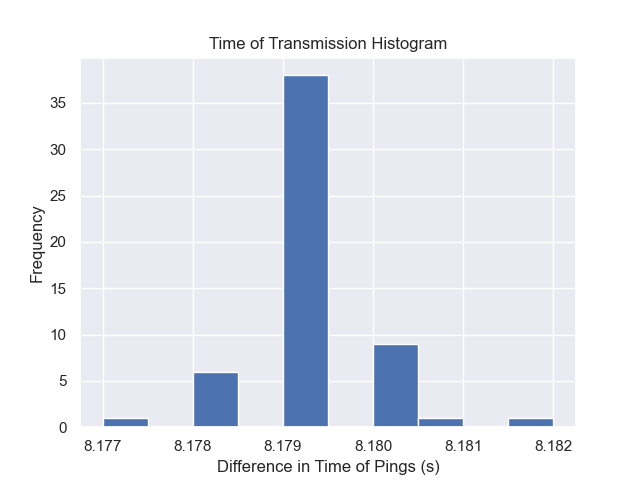 Time of Transmission Histogram
Frequency
35
30
25
20
15
10
5
0
8.177 8.178 8.179 8.180 8.181 8.182
Difference in Time of Pings (s)